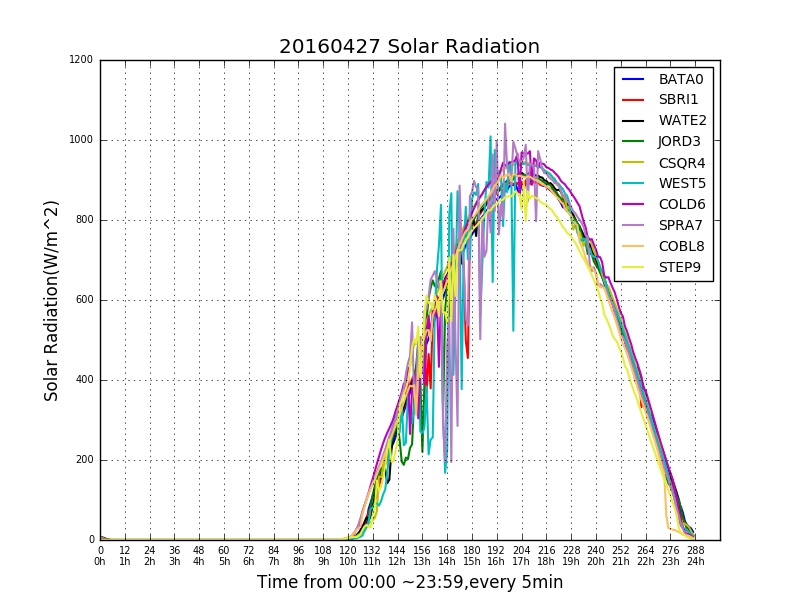 20160427 Solar Radiation
1200
1000
800
600
400
200
0
Solar Radiation(W/m^2)
BATA0
SBRI1
WATE2
JORD3
CSQR4
WEST5
COLD6
SPRA7
COBL8
STEP9
0 12 24 36 48 60 72 84 96 108 120 132 144 156 168 180 192 204 216 228 240 252 264 276 288
0h 1h 2h 3h 4h 5h 6h 7h 8h 9h 10h 11h 12h 13h 14h 15h 16h 17h 18h 19h 20h 21h 22h 23h 24h
Time from 00:00 ~23:59,every 5min